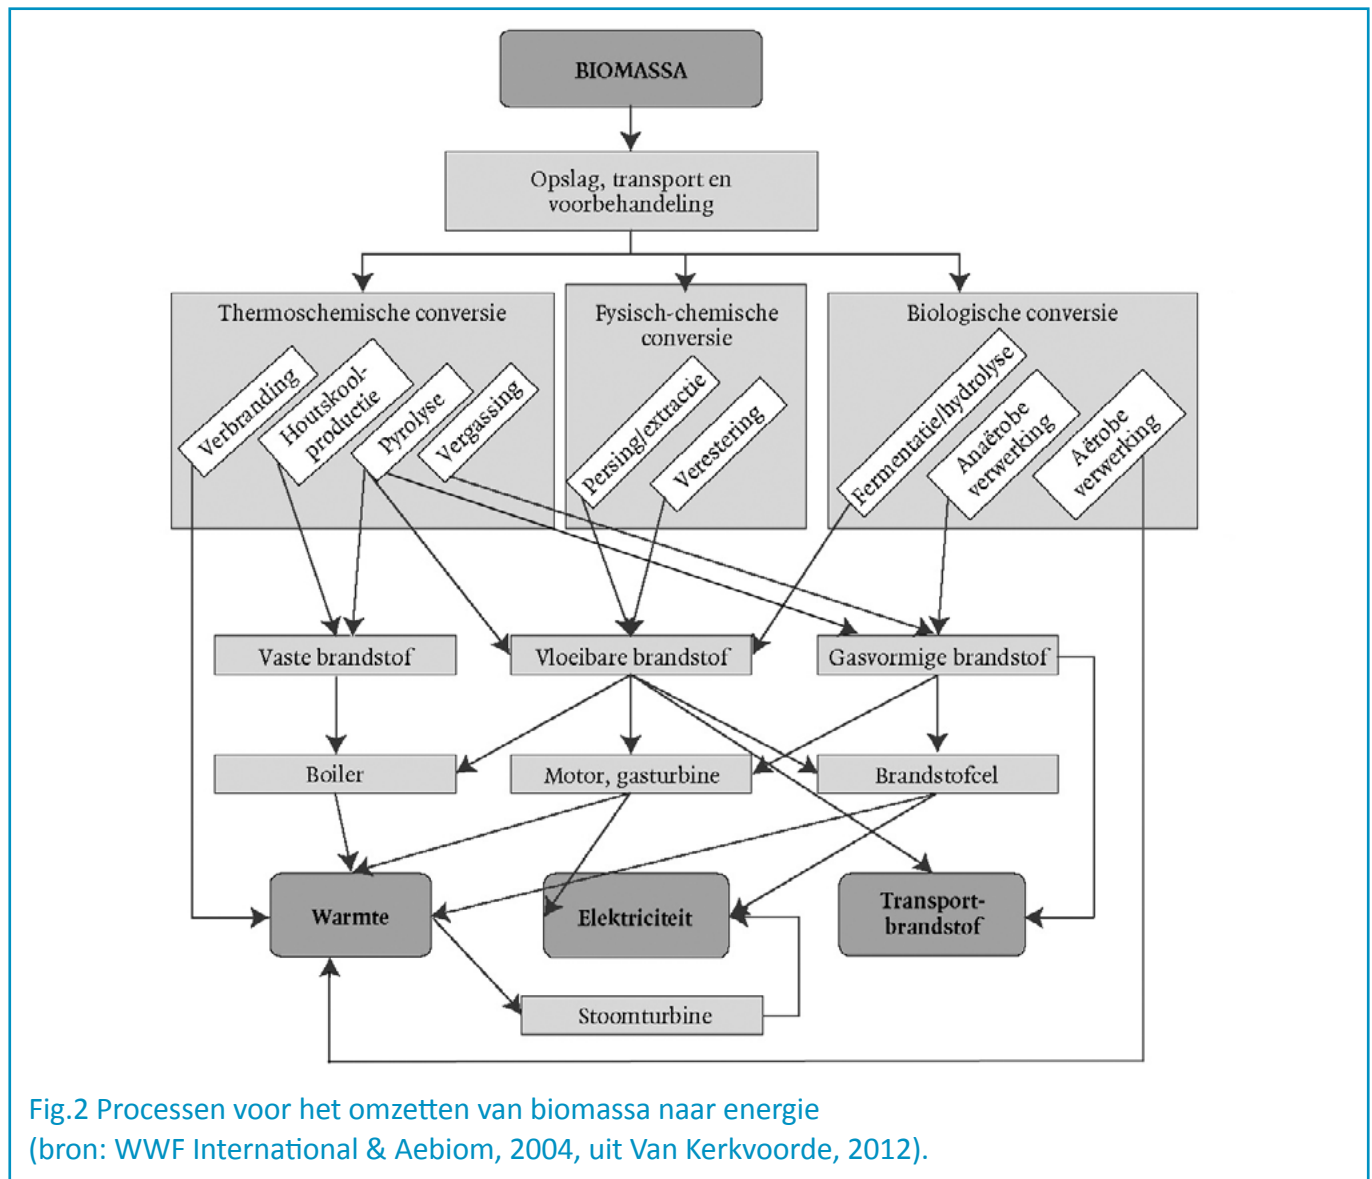 BIOMASSA
Opslag, transport en
voorbehandeling
Thermoschemische conversie
Verbranding
Houtskool-
productie
Pyrolyse
Vergassing
Fysisch-chemische
conversie
Persing/extractie
Verestering
Biologische conversie
Fermentatie/hydrolyse
Anaërobe
verwerking
Aërobe
verwerking
Vaste brandstof
Vloeibare brandstof
Gasvormige brandstof
Boiler
Motor, gasturbine
Brandstofcel
Warmte
Elektriciteit
Transport-
brandstof
Stoomturbine
Fig.2 Processen voor het omzetten van biomassa naar energie
(bron: WWF International & Aebiom, 2004, uit Van Kerkvoorde, 2012).